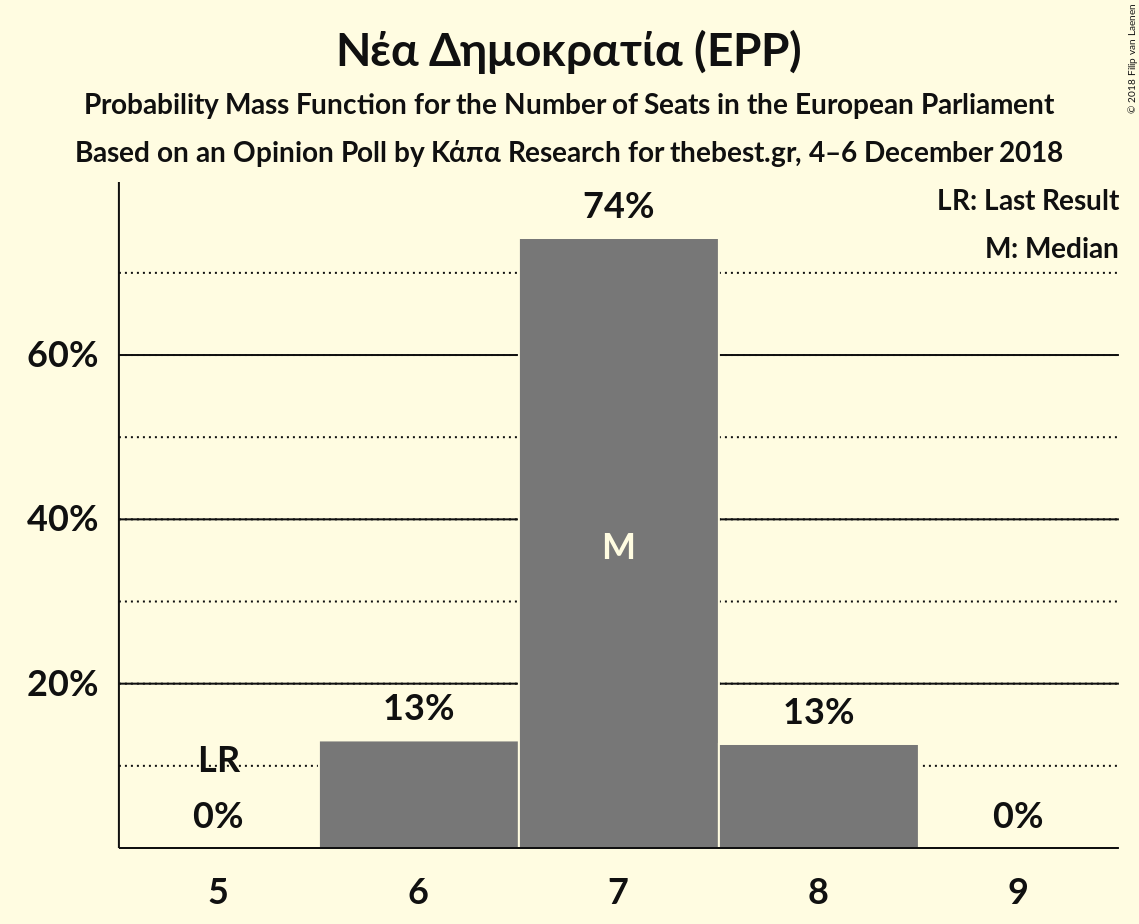 Νέα Δημοκρατία (EPP)
Probability Mass Function for the Number of Seats in the European Parliament
Based on an Opinion Poll by Κάπα Research for thebest.gr, 4–6 December 2018
© 2018 Filip van Laenen
LR: Last Result
M: Median
74%
60%
40%
M
20%
13%
13%
LR
0%
0%
5 6 7 8 9